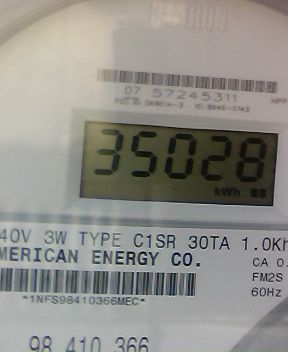 07 57245311
35028
kWh
40V 3W TYPE C1SR 30TA 1.0Kh
MERICAN ENERGY CO.
CA 0.
FM2S
60Hz
*1NFS98410366MEC*
98 410 366